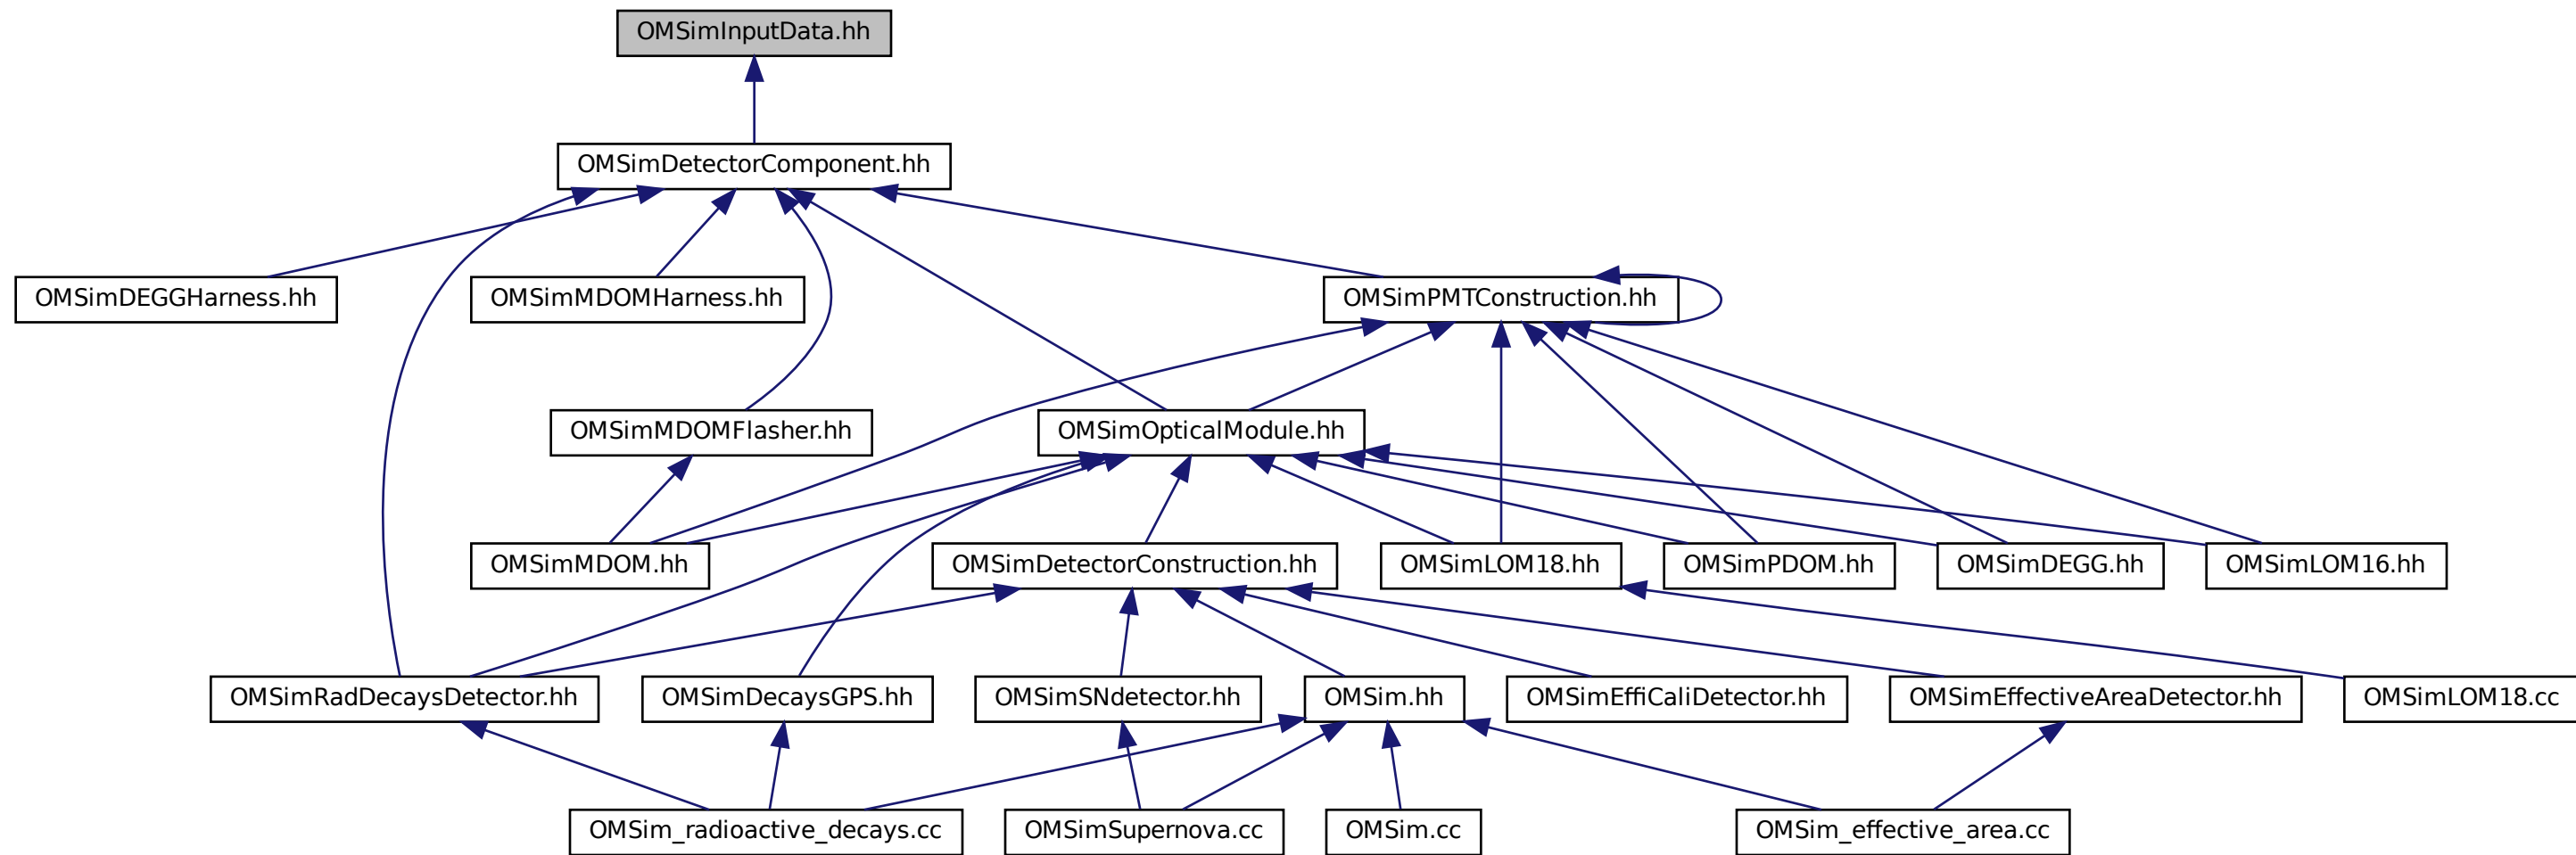 OMSimInputData.hh
OMSimDetectorComponent.hh
OMSimDEGGHarness.hh
OMSimMDOMHarness.hh
OMSimPMTConstruction.hh
OMSimMDOMFlasher.hh
OMSimOpticalModule.hh
OMSimMDOM.hh
OMSimDetectorConstruction.hh
OMSimLOM18.hh
OMSimPDOM.hh
OMSimDEGG.hh
OMSimLOM16.hh
OMSimRadDecaysDetector.hh
OMSimDecaysGPS.hh
OMSimSNdetector.hh
OMSim.hh
OMSimEffiCaliDetector.hh
OMSimEffectiveAreaDetector.hh
OMSimLOM18.cc
OMSim_radioactive_decays.cc
OMSimSupernova.cc
OMSim.cc
OMSim_effective_area.cc